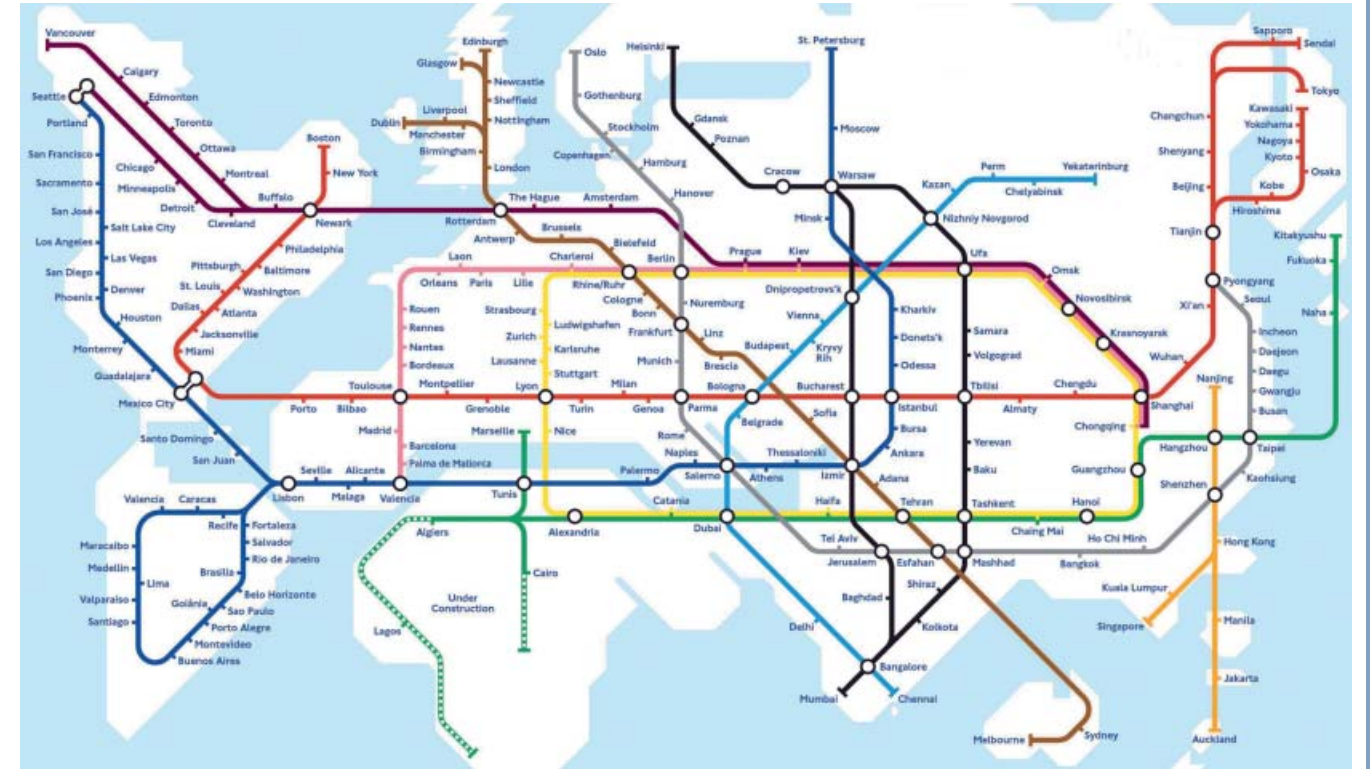 Vancouver
Calgary
Edmonton
Toronto
Ottawa
Montreal
Seattle
Portland
San Francisco
Sacramento
San José
Los Angeles
San Diego
Phoenix
Salt Lake City
Las Vegas
Denver
Houston
Monterrey
Guadalajara
Mexico City
Santo Domingo
San Juan
Chicago
Minneapolis
Detroit
Cleveland
Buffalo
Boston
New York
Newark
Philadelphia
Baltimore
Pittsburgh
Washington
St. Louis
Atlanta
Dallas
Jacksonville
Miami
Valencia
Caracas
Recife
Fortaleza
Salvador
Rio de Janeiro
Brasilia
Belo Horizonte
Goiânia
Sao Paulo
Porto Alegre
Montevideo
Buenos Aires
Maracaibo
Medellin
Lima
Valparaiso
Santiago
Edinburgh
Glasgow
Newcastle
Sheffield
Nottingham
Liverpool
Dublin
Manchester
Birmingham
London
Rotterdam
The Hague
Amsterdam
Antwerp
Brussels
Bielefeld
Berlin
Oslo
Gothenburg
Stockholm
Copenhagen
Hamburg
Hanover
Helsinki
Gdansk
Poznan
Cracow
Warsaw
St. Petersburg
Moscow
Minsk
Kazan
Perm
Yekaterinburg
Chelyabinsk
Nizhniy Novgorod
Ufa
Omsk
Novosibirsk
Krasnoyarsk
Prague
Kiev
Laon
Charleroi
Orleans
Paris
Lille
Rhine/Ruhr
Rouen
Rennes
Nantes
Bordeaux
Toulouse
Montpellier
Strasbourg
Zurich
Lausanne
Lyon
Ludwigshafen
Karlsruhe
Stuttgart
Cologne
Bonn
Frankfurt
Nuremburg
Linz
Munich
Brescia
Milan
Bologna
Porto
Bilbao
Grenoble
Turin
Genoa
Parma
Nice
Madrid
Barcelona
Palma de Mallorca
Marseille
Rome
Naples
Salerno
Palermo
Belgrade
Budapest
Vienna
Kryvy
Rih
Dnipropetrovs'k
Kharkiv
Donets'k
Odessa
Bucharest
Istanbul
Sofia
Bursa
Ankara
Thessaloniki
Athens
Izmir
Adana
Samara
Volgograd
Tbilisi
Yerevan
Baku
Tashkent
Almaty
Chengdu
Shanghai
Chongqing
Guangzhou
Hanoi
Chaing Mai
Lisbon
Seville
Malaga
Alicante
Valencia
Tunis
Algiers
Alexandria
Catania
Dubai
Haifa
Tehran
Tel Aviv
Jerusalem
Esfahan
Mashhad
Bangkok
Ho Chi Minh
Cairo
Lagos
Under
Construction
Baghdad
Shiraz
Kolkota
Delhi
Bangalore
Mumbai
Chennai
Melbourne
Sydney
Sapporo
Sendai
Tokyo
Kawasaki
Yokohama
Nagoya
Kyoto
Osaka
Kobe
Hiroshima
Changchun
Shenyang
Beijing
Tianjin
Pyongyang
Seoul
Xi'an
Wuhan
Incheon
Daejeon
Daegu
Gwangju
Busan
Kitakyushu
Fukuoka
Naha
Nanjing
Hangzhou
Taipei
Shenzhen
Kaohsiung
Hong Kong
Kuala Lumpur
Singapore
Manila
Jakarta
Auckland